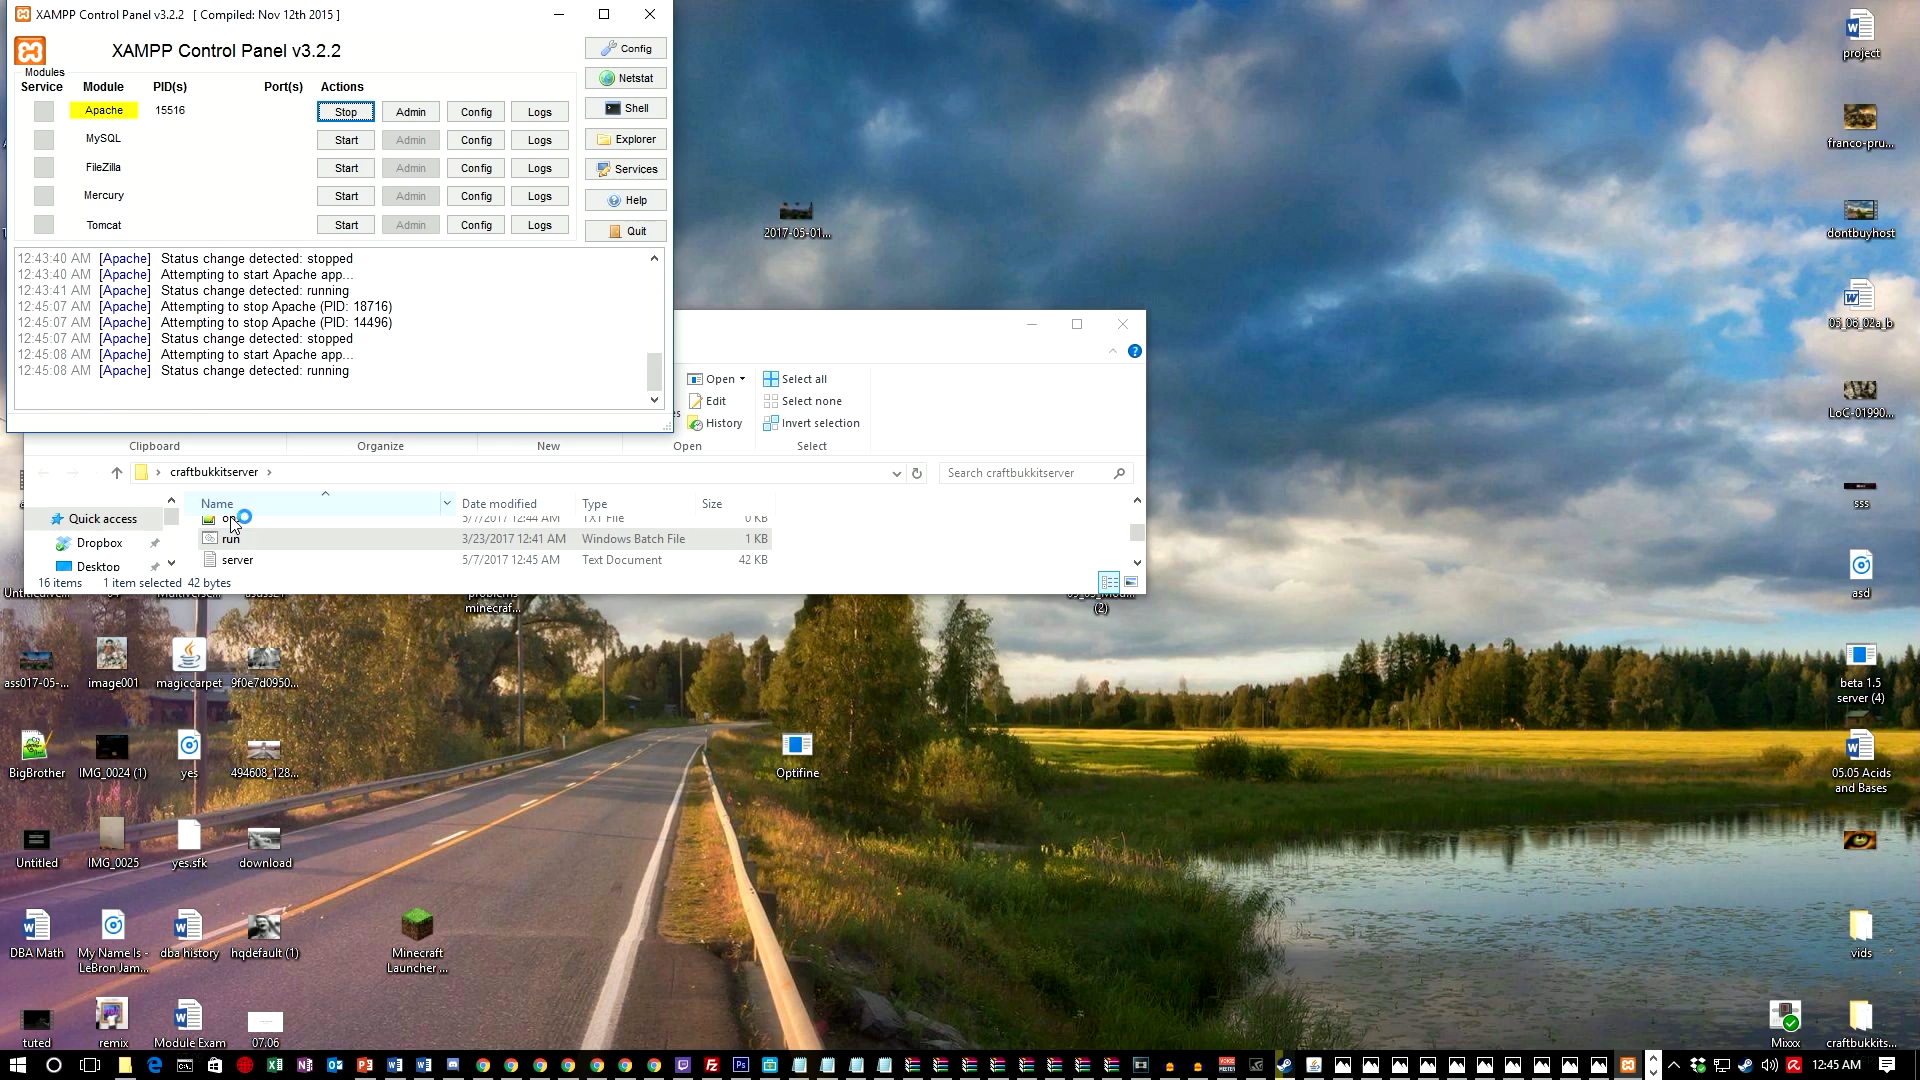 XAMPP Control Panel v3.2.2 [ Compiled: Nov 12th 2015 ]
XAMPP Control Panel v3.2.2
Config
Modules
Service Module PID(s) Port(s) Actions
Netstat
Apache 15516 Stop Admin Config Logs
Shell
MySQL Start Admin Config Logs
Explorer
FileZilla Start Admin Config Logs
Services
Mercury Start Admin Config Logs
Help
Tomcat Start Admin Config Logs
Quit
12:43:40 AM [Apache] Status change detected: stopped
12:43:40 AM [Apache] Attempting to start Apache app...
12:43:41 AM [Apache] Status change detected: running
12:45:07 AM [Apache] Attempting to stop Apache (PID: 18716)
12:45:07 AM [Apache] Attempting to stop Apache (PID: 14496)
12:45:07 AM [Apache] Status change detected: stopped
12:45:08 AM [Apache] Attempting to start Apache app...
12:45:08 AM [Apache] Status change detected: running
Open Select all
Edit Select none
History Invert selection
Clipboard Organize New Open Select
craftbukkitserver
Search craftbukkitserver
Name Date modified Type Size
Quick access
5/7/2017 12:44 AM TXT File 0 KB
Dropbox
run 3/23/2017 12:41 AM Windows Batch File 1 KB
Desktop
server 5/7/2017 12:45 AM Text Document 42 KB
16 items 1 item selected 42 bytes
2017-05-01...
project
franco-pru...
dontbuyhost
05_06_02a_b
LoC-01990...
sss
asd
beta 1.5
server (4)
05.05 Acids
and Bases
vids
Mixxx
craftbukkits...
minecraf...
(2)
ass017-05-... image001 magiccarpet 9f0e7d0950...
BigBrother IMG_0024 (1) yes 494608_128...
Optifine
Untitled IMG_0025 yes.sfk download
DBA Math My Name Is -
LeBron Jam... dba history hqdefault (1)
Minecraft
Launcher ...
tuted remix Module Exam 07.06
12:45 AM